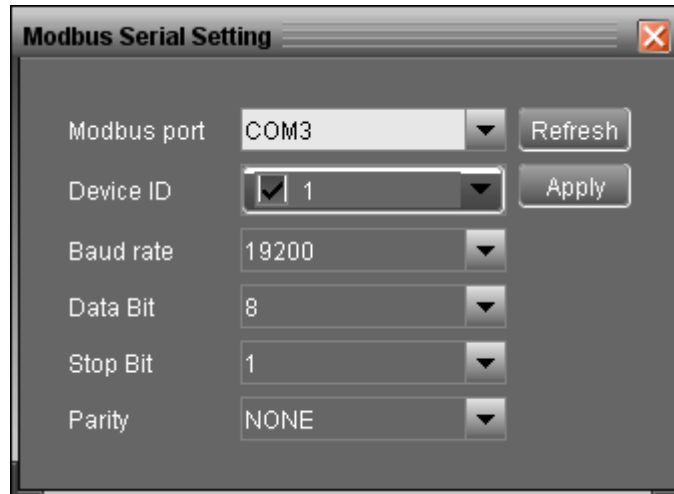 Modbus Serial Setting
Modbus port COM3 Refresh
Device ID 1 Apply
Baud rate 19200
Data Bit 8
Stop Bit 1
Parity NONE